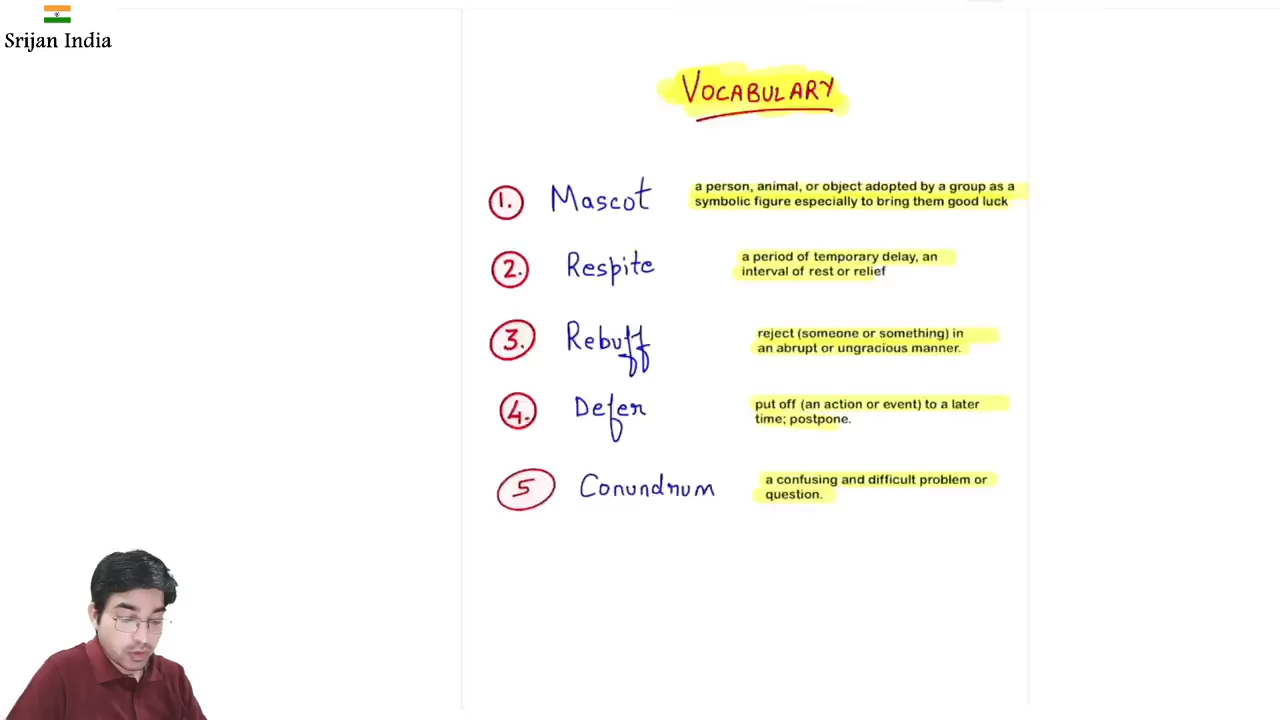 Srijan India
VOCABULARY
1. Mascot
a person, animal, or object adopted by a group as a
symbolic figure especially to bring them good luck
2. Respite
a period of temporary delay, an
interval of rest or relief
3. Rebuff
reject (someone or something) in
an abrupt or ungracious manner.
4. Defer
put off (an action or event) to a later
time; postpone.
5 Conundrum
a confusing and difficult problem or
question.